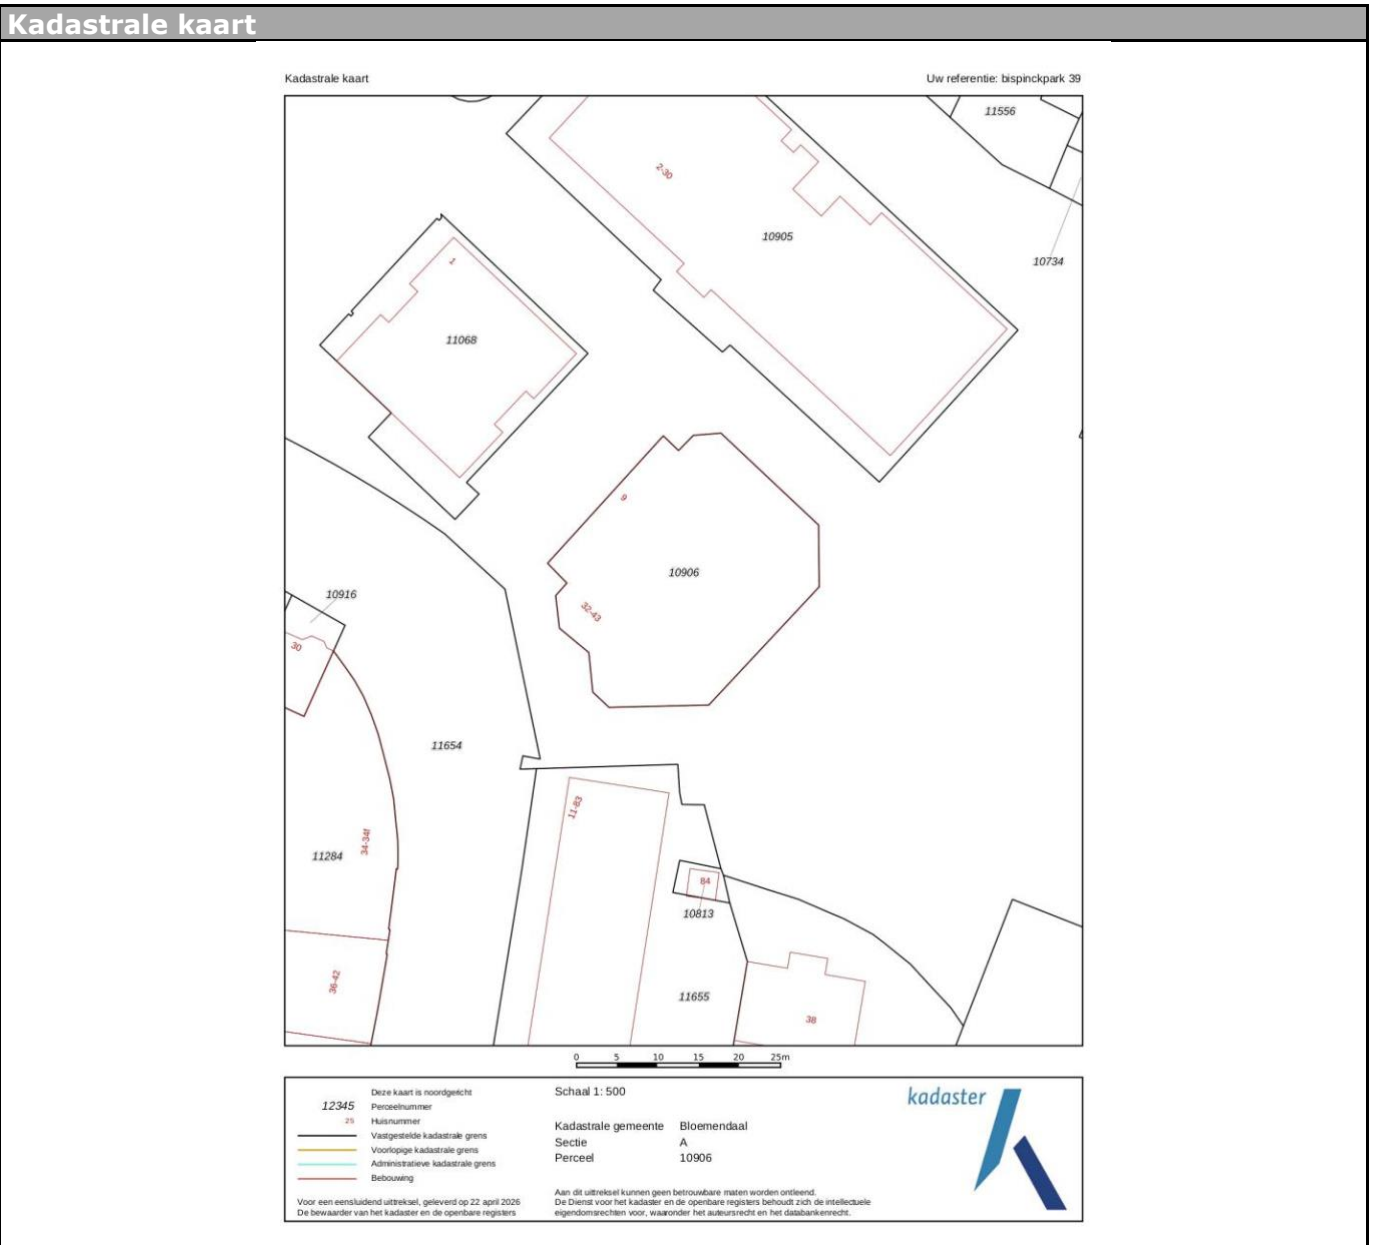 Kadastrale kaart
Kadastrale kaart
Uw referentie: bispinckpark 39
11556
2-30
10905
10734
1
11068
9
10906
32-43
10916
30
11654
11-83
34-34f
11284
84
10813
36-42
11655
38
0 5 10 15 20 25m
Deze kaart is noordgericht
12345 Perceelnummer
25 Huisnummer
Vastgestelde kadastrale grens
Voorlopige kadastrale grens
Administratieve kadastrale grens
Bebouwing
Voor een eensluidend uittreksel, geleverd op 22 april 2026
De bewaarder van het kadaster en de openbare registers
Schaal 1: 500
Kadastrale gemeente Bloemendaal
Sectie A
Perceel 10906
Aan dit uittreksel kunnen geen betrouwbare maten worden ontleend.
De Dienst voor het kadaster en de openbare registers behoudt zich de intellectuele
eigendomsrechten voor, waaronder het auteursrecht en het databankenrecht.
kadaster